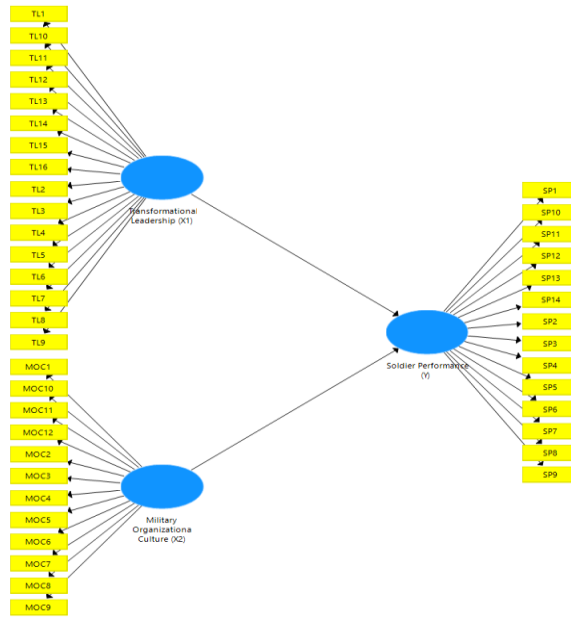 TL1
TL10
TL11
TL12
TL13
TL14
TL15
TL16
TL2
TL3
TL4
TL5
TL6
TL7
TL8
TL9
Transformational
Leadership (X1)
MOC1
MOC10
MOC11
MOC12
MOC2
MOC3
MOC4
MOC5
MOC6
MOC7
MOC8
MOC9
Military
Organizationa
Culture (X2)
Soldier Performance
(Y)
SP1
SP10
SP11
SP12
SP13
SP14
SP2
SP3
SP4
SP5
SP6
SP7
SP8
SP9